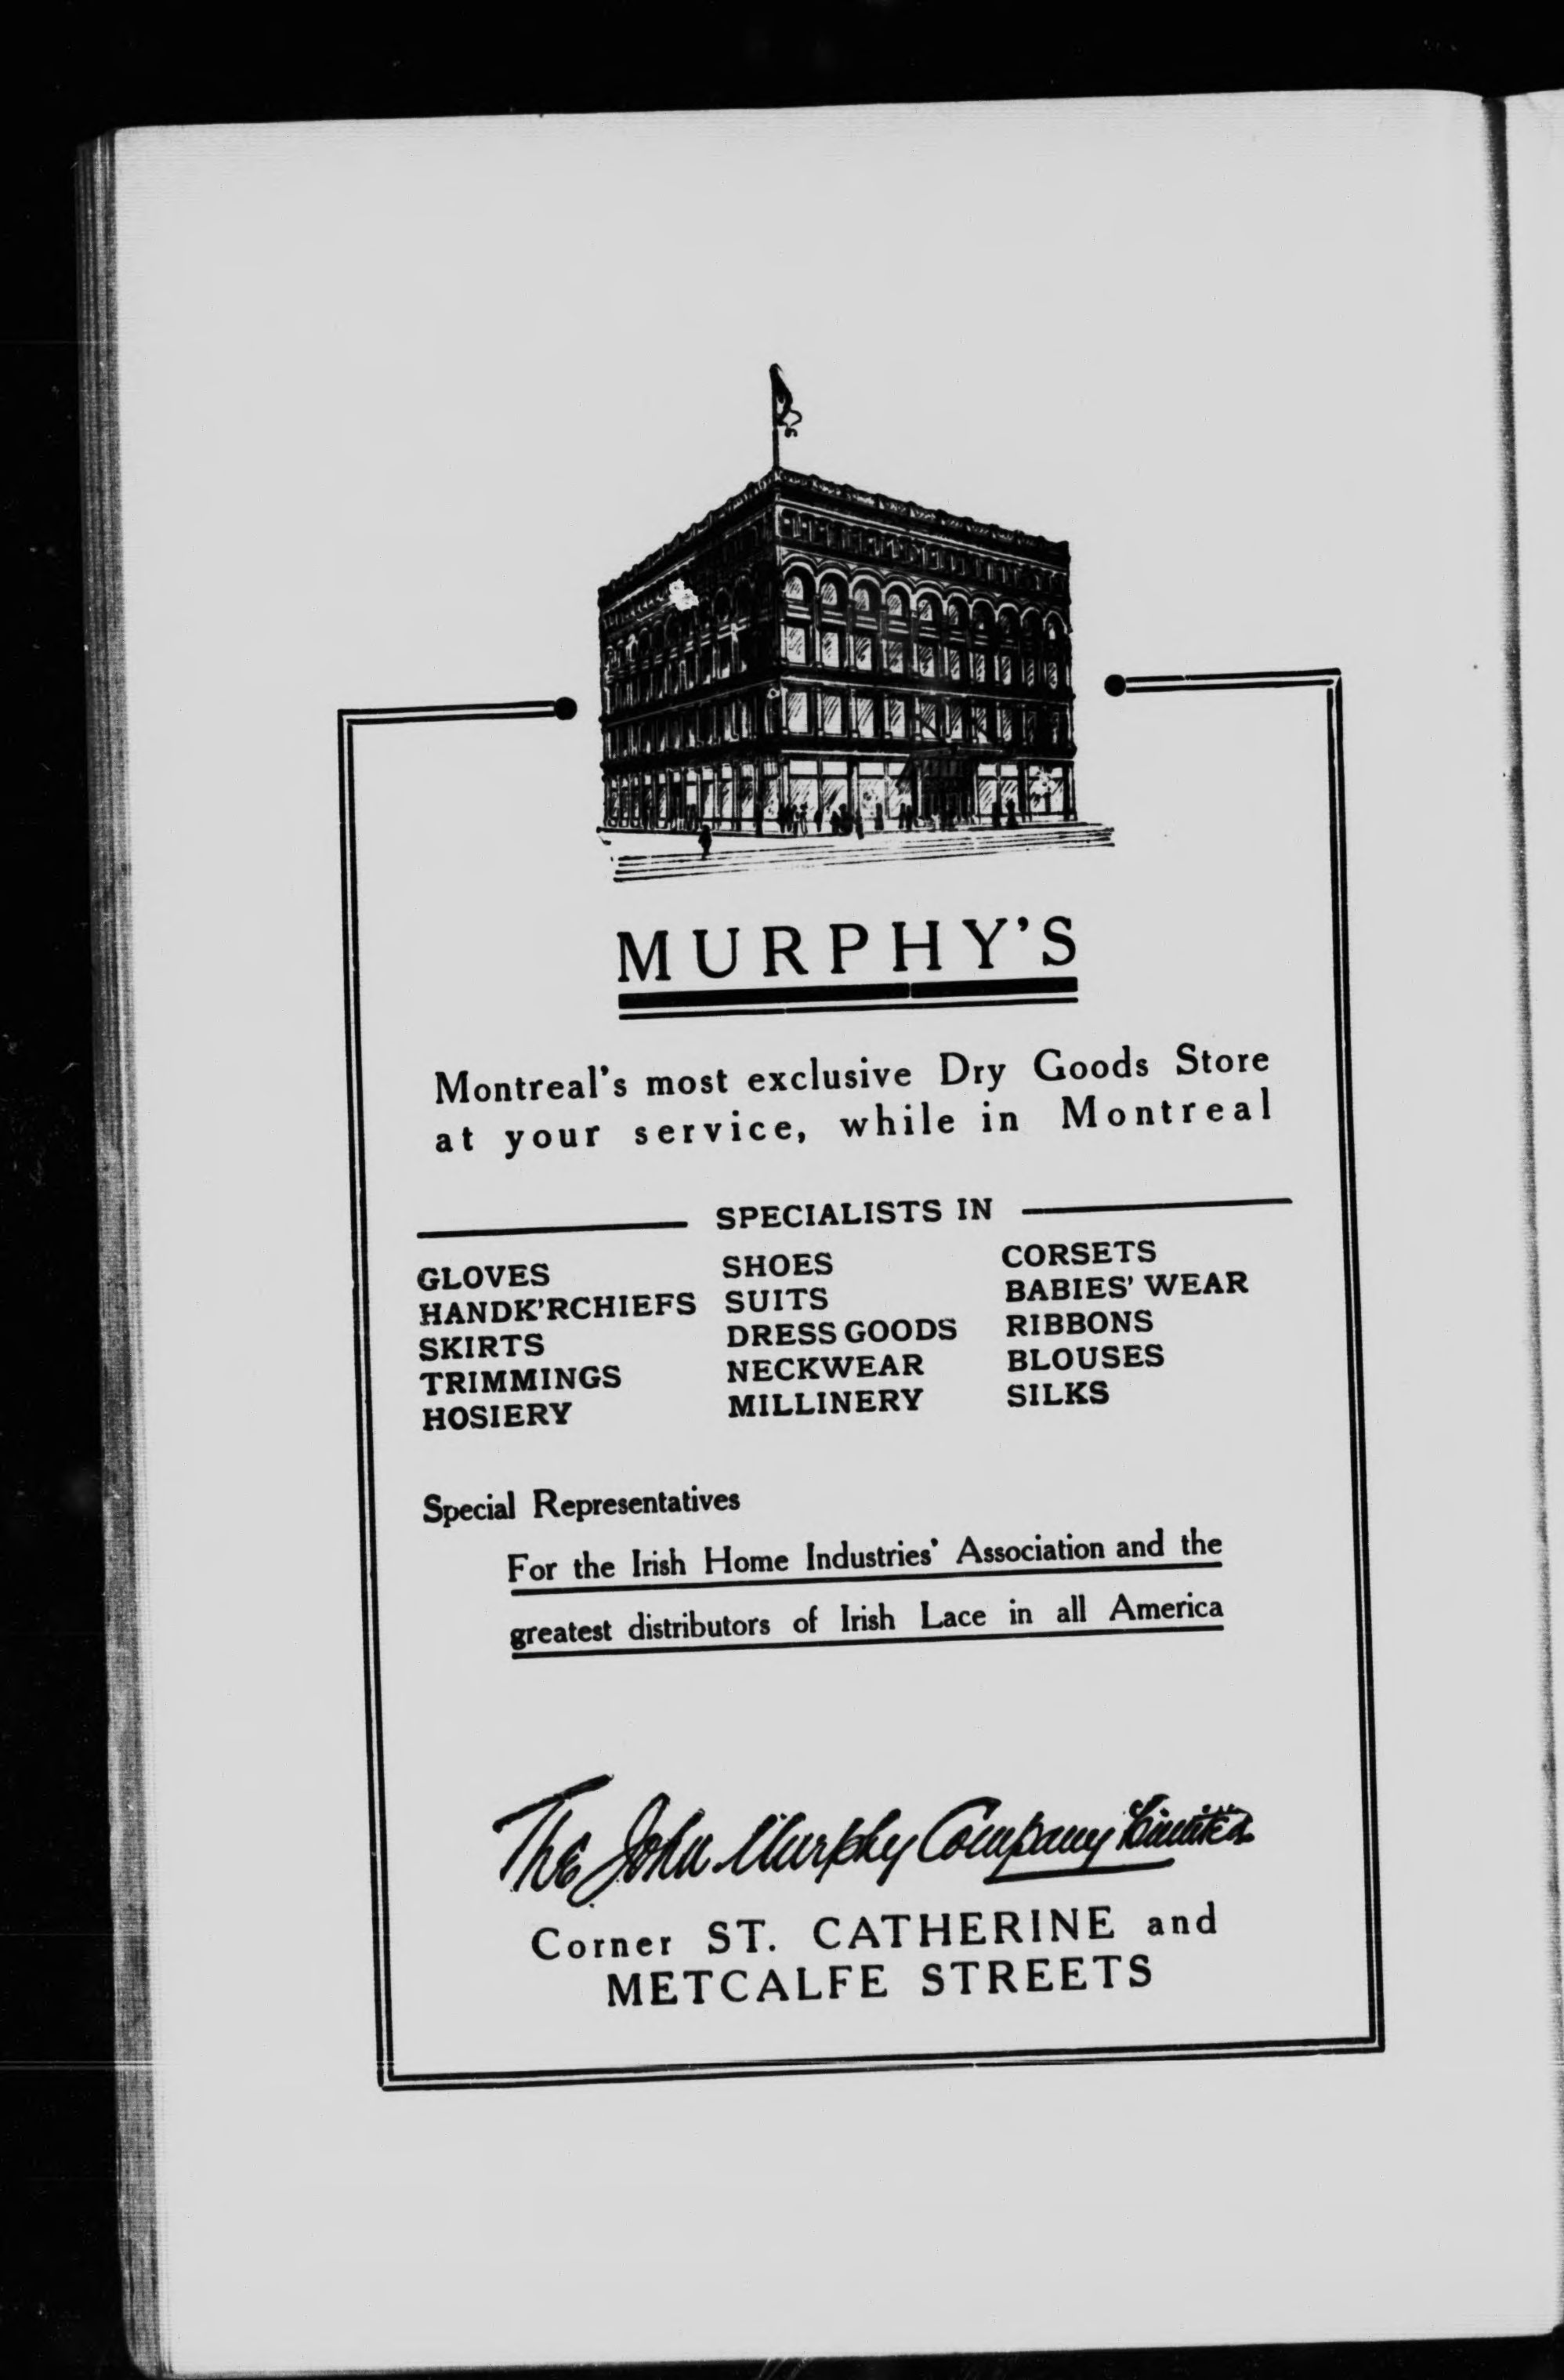 MURPHY'S
Montreal's most exclusive Dry Goods Store
at your service, while in Montreal
SPECIALISTS IN
GLOVES
HANDK'RCHIEFS
SKIRTS
TRIMMINGS
HOSIERY
SHOES
SUITS
DRESS GOODS
NECKWEAR
MILLINERY
CORSETS
BABIES' WEAR
RIBBONS
BLOUSES
SILKS
Special Representatives
For the Irish Home Industries' Association and the
greatest distributors of Irish Lace in all America
The John Murphy Company Limited
Corner ST. CATHERINE and
METCALFE STREETS